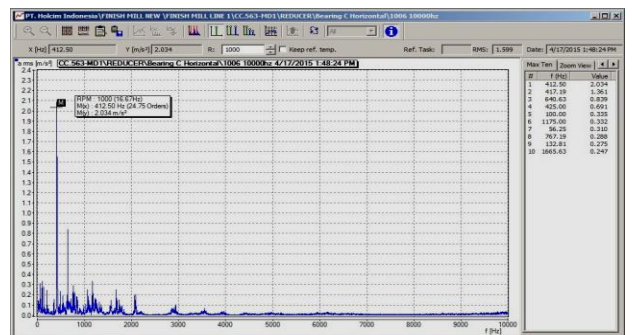 PT. Holcim Indonesia\FINISH MILL NEW \FINISH MILL LINE 1\CC.563-MD1\REDUCER\Bearing C Horizontal\1006 10000hz
X [Hz] 412.50 Y [m/s²] 2.034 R: 1000 Keep ref. temp. Ref. Task: RMS: 1.599 Date: 4/17/2015 1:48:24 PM
a rms [m/s²] [CC.563-MD1\REDUCER\Bearing C Horizontal\1006 10000hz 4/17/2015 1:48:24 PM]
Max Ten Zoom View
# f (Hz) Value
1 412.50 2.034
2 417.19 1.361
3 640.63 0.839
4 425.00 0.691
5 100.00 0.335
6 1175.00 0.332
7 56.25 0.310
8 767.19 0.288
9 132.81 0.275
10 1665.63 0.247
M
RPM : 1000 (16.67Hz)
M(x) : 412.50 Hz (24.75 Orders)
M(y) : 2.034 m/s²
2.4
2.3
2.2
2.1
2.0
1.9
1.8
1.7
1.6
1.5
1.4
1.3
1.2
1.1
1.0
0.9
0.8
0.7
0.6
0.5
0.4
0.3
0.2
0.1
0.0
0 1000 2000 3000 4000 5000 6000 7000 8000 9000 10000
f [Hz]